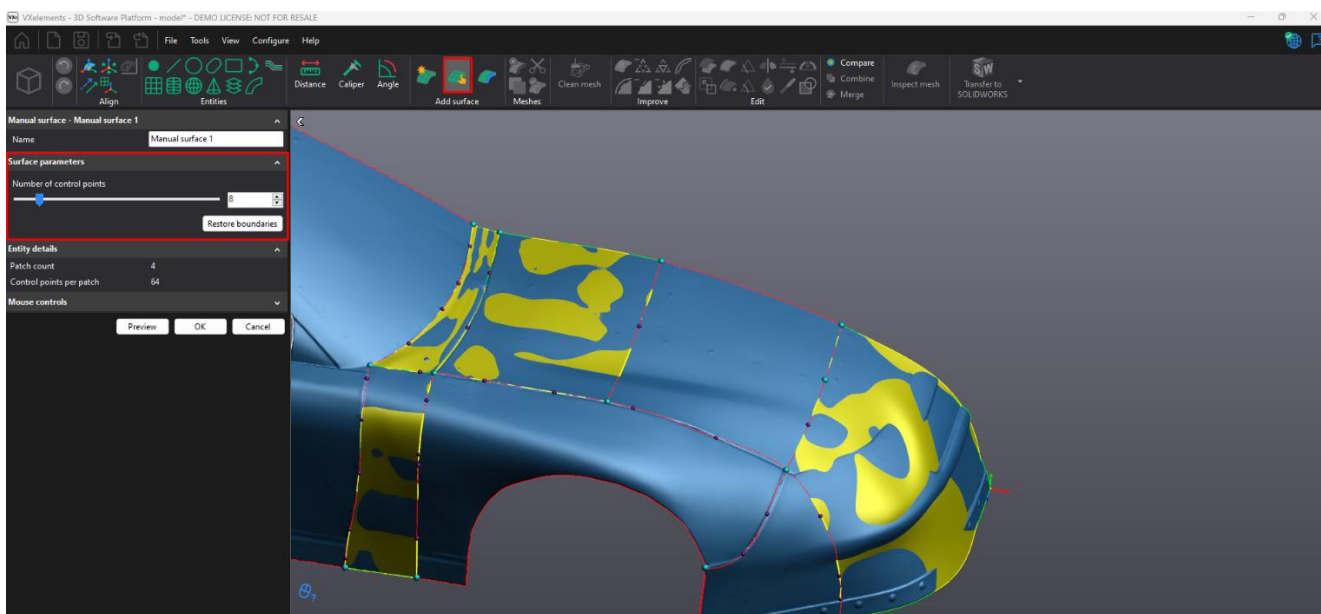 VXelements - 3D Software Platform - model* - DEMO LICENSE: NOT FOR RESALE
File Tools View Configure Help
Compare
Combine
Merge
Distance Caliper Angle
Clean mesh
Inspect mesh
Transfer to
SOLIDWORKS
Align Entities Add surface Meshes Improve Edit
Manual surface - Manual surface 1
Name Manual surface 1
Surface parameters
Number of control points
8
Restore boundaries
Entity details
Patch count 4
Control points per patch 64
Mouse controls
Preview OK Cancel